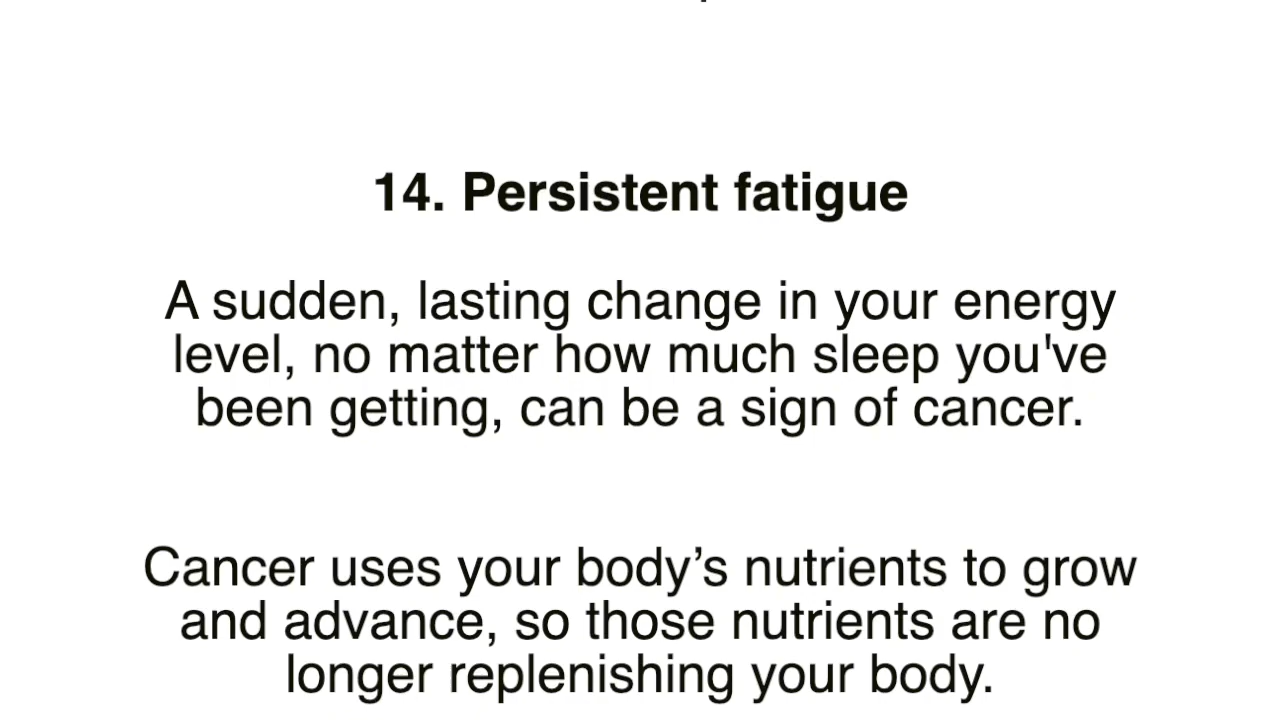 14. Persistent fatigue
A sudden, lasting change in your energy
level, no matter how much sleep you've
been getting, can be a sign of cancer.
Cancer uses your body’s nutrients to grow
and advance, so those nutrients are no
longer replenishing your body.